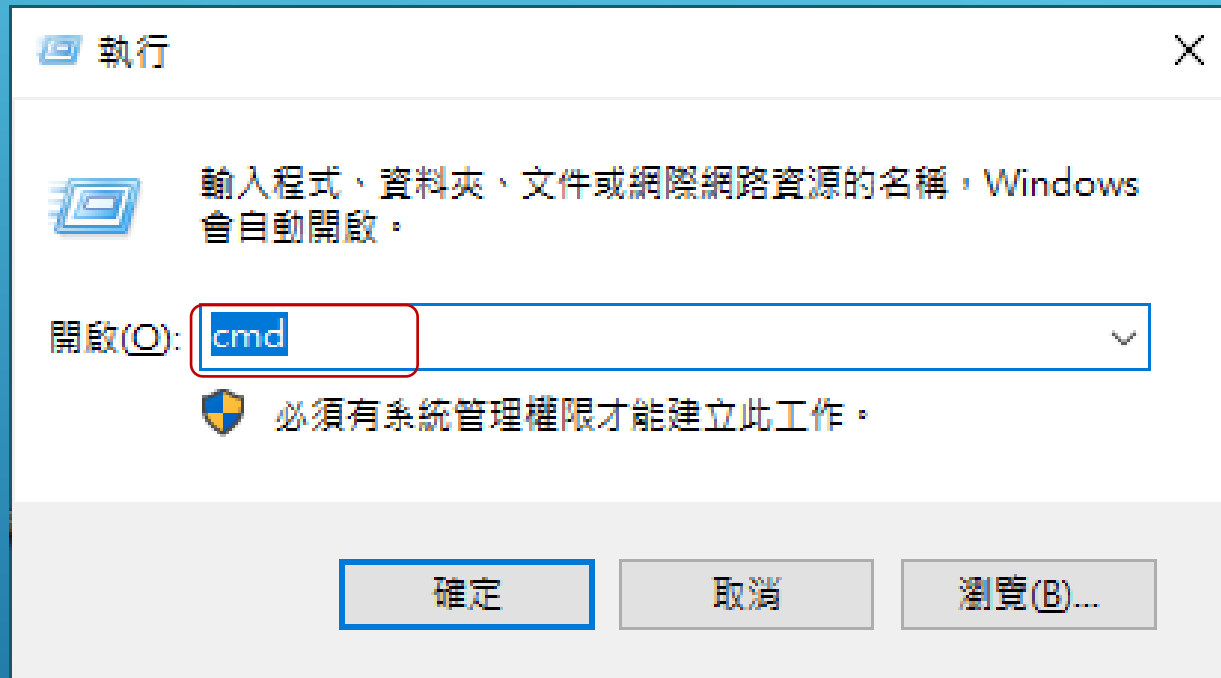 執行
輸入程式、資料夾、文件或網際網路資源的名稱，Windows
會自動開啟。
開啟(O): cmd
必須有系統管理權限才能建立此工作。
確定 取消 瀏覽(B)...